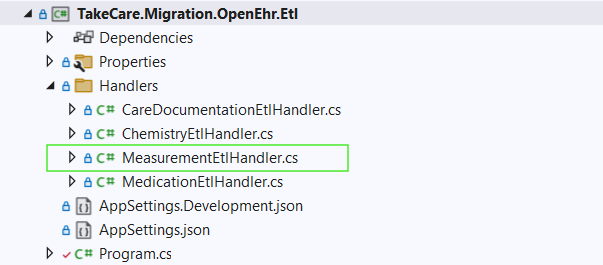 TakeCare.Migration.OpenEhr.Etl
Dependencies
Properties
Handlers
C# CareDocumentationEtlHandler.cs
C# ChemistryEtlHandler.cs
C# MeasurementEtlHandler.cs
C# MedicationEtlHandler.cs
AppSettings.Development.json
AppSettings.json
C# Program.cs